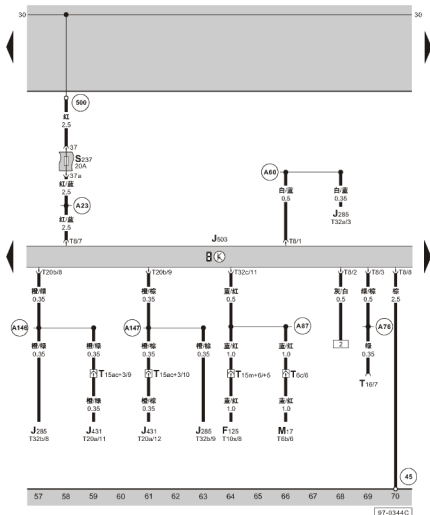 30 30
500
红
2.5
37
S237
20A
37a
红/蓝
2.5
A23
红/蓝
2.5
T8/7
A60
白/蓝
0.5
白/蓝
0.35
J285
T32a/3
T8/1
J503
K
T20b/8 T20b/9 T32c/11 T8/2 T8/3 T8/8
橙/绿
0.35
橙/棕
0.35
蓝/红
0.5
灰/白
0.5
绿/棕
0.5
棕
2.5
A146 A147 A87 A76
橙/绿
0.35
橙/绿
0.35
橙/棕
0.35
橙/棕
0.35
蓝/红
1.0
蓝/红
1.0
2
绿
0.35
T15ac+3/9 T15ac+3/10 T15m+6/+5 T6c/6 T16/7
橙/绿
0.35
橙/棕
0.35
蓝/红
1.0
蓝/红
1.0
J285
T32b/8
J431
T20a/11
J431
T20a/12
J285
T32b/9
F125
T10x/8
M17
T6b/6
45
57 58 59 60 61 62 63 64 65 66 67 68 69 70
97-0344C